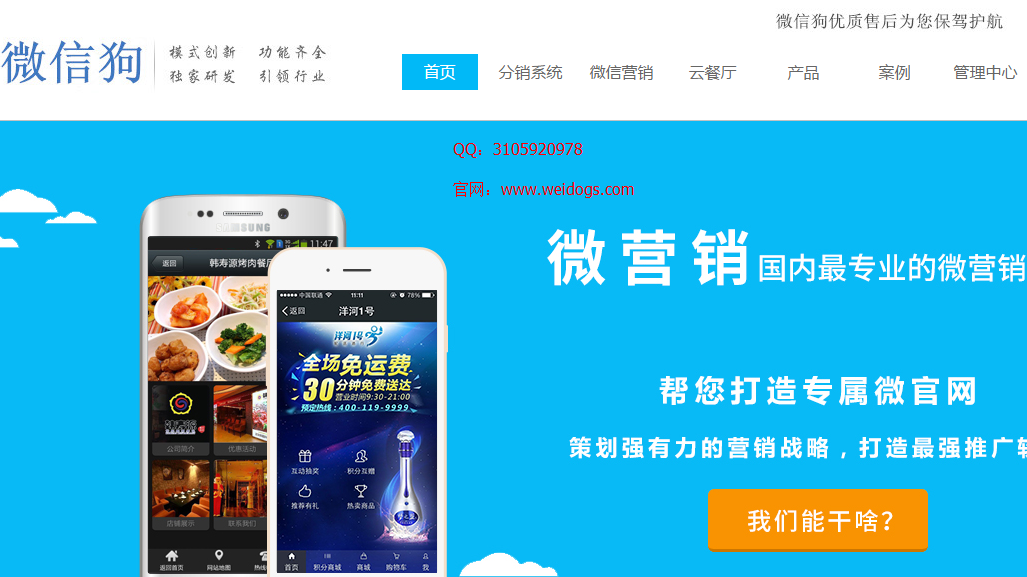 微信狗优质售后为您保驾护航
微信狗
模式创新 功能齐全
独家研发 引领行业
首页 分销系统 微信营销 云餐厅 产品 案例 管理中心
QQ：3105920978
官网：www.weidogs.com
微营销 国内最专业的微营销
帮您打造专属微官网
策划强有力的营销战略，打造最强推广
我们能干啥？
SAMSUNG
11:47
返回 韩寿源烤肉餐厅
公司简介 优惠活动
店铺展示 联系我们
返回首页 网站地图 热线
中国联通 11:11 78%
返回 洋河1号
洋河1号
全场免运费
30分钟免费送达
营业时间9:30-21:00
预定热线：400-119-9999
互动抽奖 积分互赠
推荐有礼 热卖商品
首页 积分商城 商城 购物车 我